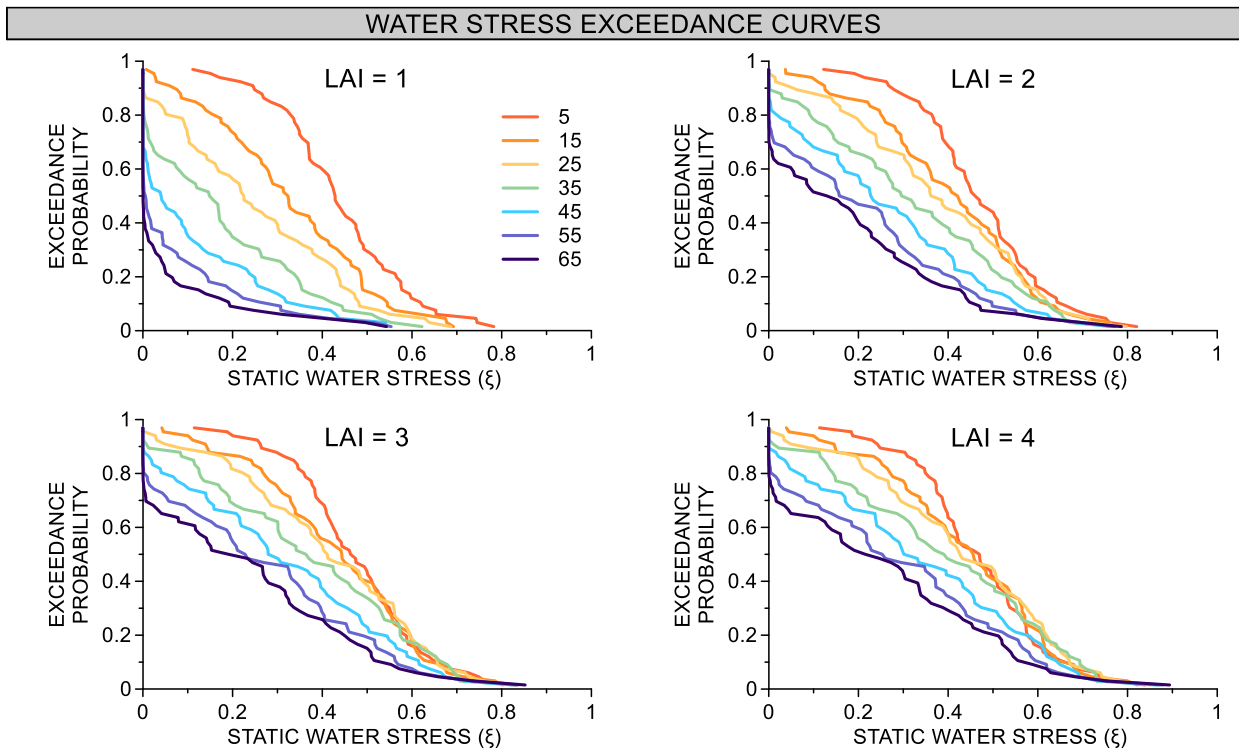 WATER STRESS EXCEEDANCE CURVES
LAI = 1
EXCEEDANCE
PROBABILITY
1
0.8
0.6
0.4
0.2
0
0 0.2 0.4 0.6 0.8 1
STATIC WATER STRESS (ξ)
5
15
25
35
45
55
65
LAI = 2
EXCEEDANCE
PROBABILITY
1
0.8
0.6
0.4
0.2
0
0 0.2 0.4 0.6 0.8 1
STATIC WATER STRESS (ξ)
LAI = 3
EXCEEDANCE
PROBABILITY
1
0.8
0.6
0.4
0.2
0
0 0.2 0.4 0.6 0.8 1
STATIC WATER STRESS (ξ)
LAI = 4
EXCEEDANCE
PROBABILITY
1
0.8
0.6
0.4
0.2
0
0 0.2 0.4 0.6 0.8 1
STATIC WATER STRESS (ξ)